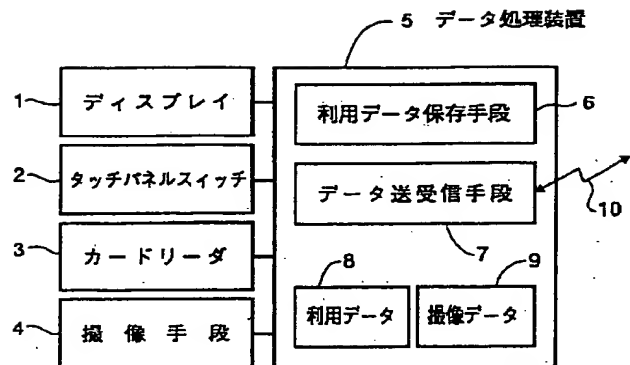 5 データ処理装置
1 ディスプレイ
2 タッチパネルスイッチ
3 カードリーダ
4 撮像手段
利用データ保存手段 6
データ送受信手段
7
10
8
9
利用データ
撮像データ